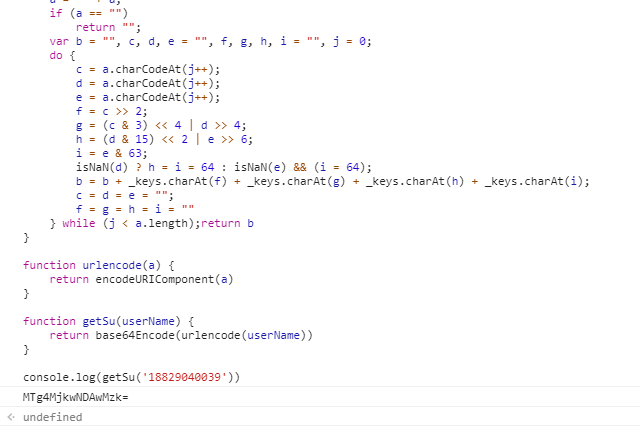 if (a == "")
return "";
var b = "", c, d, e = "", f, g, h, i = "", j = 0;
do {
c = a.charCodeAt(j++);
d = a.charCodeAt(j++);
e = a.charCodeAt(j++);
f = c >> 2;
g = (c & 3) << 4 | d >> 4;
h = (d & 15) << 2 | e >> 6;
i = e & 63;
isNaN(d) ? h = i = 64 : isNaN(e) && (i = 64);
b = b + _keys.charAt(f) + _keys.charAt(g) + _keys.charAt(h) + _keys.charAt(i);
c = d = e = "";
f = g = h = i = ""
} while (j < a.length);return b
}
function urlencode(a) {
return encodeURIComponent(a)
}
function getSu(userName) {
return base64Encode(urlencode(userName))
}
console.log(getSu('18829040039'))
MTg4MjkwNDAwMzk=
undefined